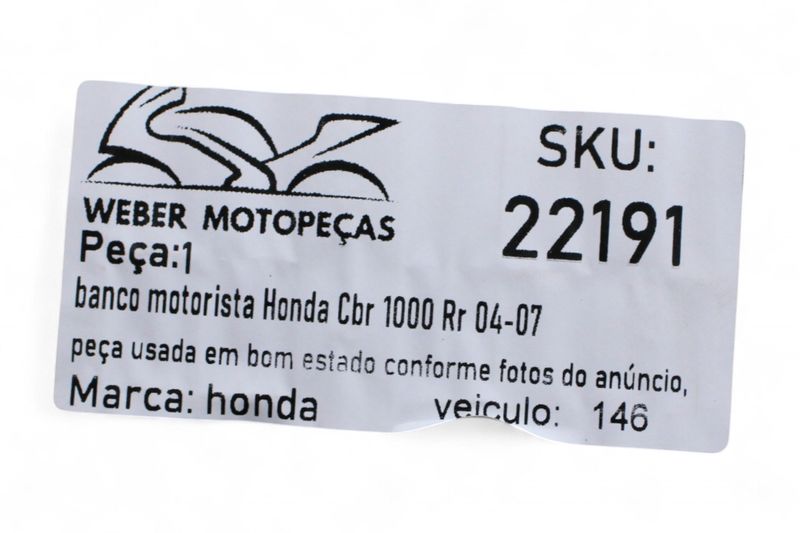 WEBER MOTOPEÇAS
SKU:
22191
Peça:1
banco motorista Honda Cbr 1000 Rr 04-07
peça usada em bom estado conforme fotos do anúncio,
Marca: honda veiculo: 146